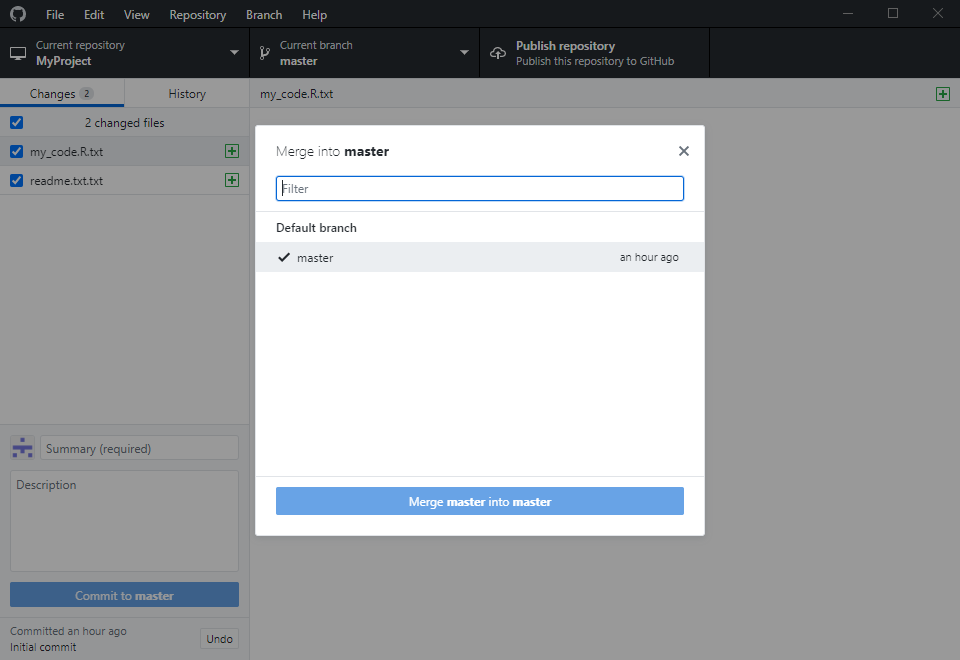 File Edit View Repository Branch Help
Current repository
MyProject
Current branch
master
Publish repository
Publish this repository to GitHub
Changes 2 History
my_code.R.txt
2 changed files
my_code.R.txt
readme.txt.txt
Merge into master
Filter
Default branch
master an hour ago
Merge master into master
Summary (required)
Description
Commit to master
Committed an hour ago
Initial commit
Undo